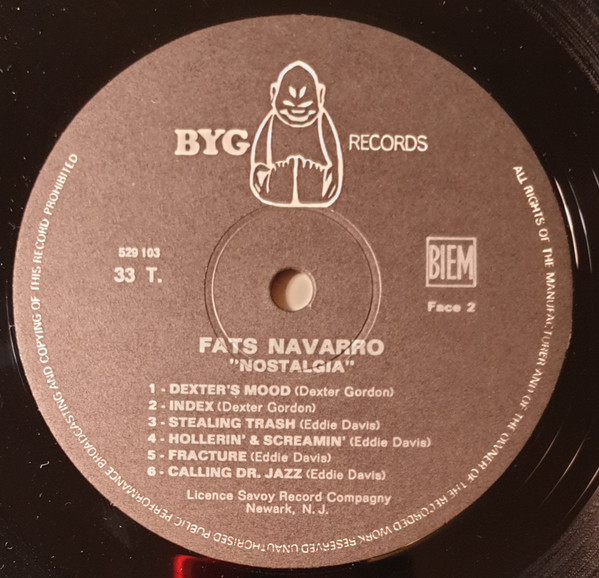 BYG RECORDS
529 103
33 T.
BIEM
Face 2
FATS NAVARRO
"NOSTALGIA"
1 - DEXTER'S MOOD (Dexter Gordon)
2 - INDEX (Dexter Gordon)
3 - STEALING TRASH (Eddie Davis)
4 - HOLLERIN' & SCREAMIN' (Eddie Davis)
5 - FRACTURE (Eddie Davis)
6 - CALLING DR. JAZZ (Eddie Davis)
Licence Savoy Record Compagny
Newark, N. J.
ALL RIGHTS OF THE MANUFACTURER AND OF THE OWNER OF THE RECORDED WORK RESERVED UNAUTHORISED PUBLIC PERFORMANCE BROADCASTING AND COPYING OF THIS RECORD PROHIBITED